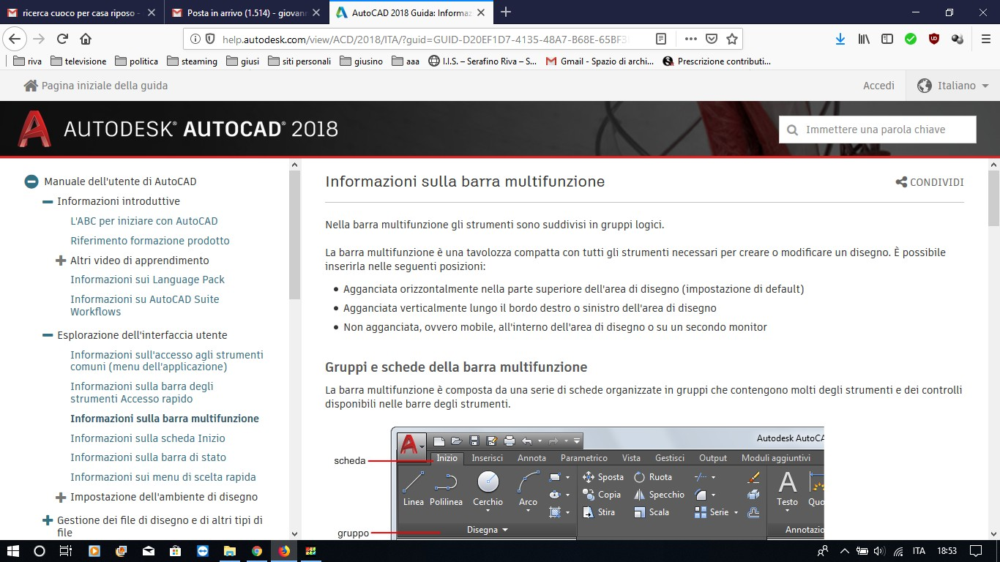 ricerca cuoco per casa riposo -
Posta in arrivo (1.514) - giovann
AutoCAD 2018 Guida: Informaz
help.autodesk.com/view/ACD/2018/ITA/?guid=GUID-D20EF1D7-4135-48A7-B68E-65BF3
riva
televisione
politica
steaming
giusi
siti personali
giusino
aaa
I.I.S. – Serafino Riva – S...
Gmail - Spazio di archi...
Prescrizione contributi...
Pagina iniziale della guida
Accedi
Italiano
AUTODESK® AUTOCAD® 2018
Immettere una parola chiave
Manuale dell'utente di AutoCAD
Informazioni introduttive
L'ABC per iniziare con AutoCAD
Riferimento formazione prodotto
Altri video di apprendimento
Informazioni sui Language Pack
Informazioni su AutoCAD Suite
Workflows
Esplorazione dell'interfaccia utente
Informazioni sull'accesso agli strumenti
comuni (menu dell'applicazione)
Informazioni sulla barra degli
strumenti Accesso rapido
Informazioni sulla barra multifunzione
Informazioni sulla scheda Inizio
Informazioni sulla barra di stato
Informazioni sui menu di scelta rapida
Impostazione dell'ambiente di disegno
Gestione dei file di disegno e di altri tipi di
file
Informazioni sulla barra multifunzione
CONDIVIDI
Nella barra multifunzione gli strumenti sono suddivisi in gruppi logici.
La barra multifunzione è una tavolozza compatta con tutti gli strumenti necessari per creare o modificare un disegno. È possibile
inserirla nelle seguenti posizioni:
• Agganciata orizzontalmente nella parte superiore dell'area di disegno (impostazione di default)
• Agganciata verticalmente lungo il bordo destro o sinistro dell'area di disegno
• Non agganciata, ovvero mobile, all'interno dell'area di disegno o su un secondo monitor
Gruppi e schede della barra multifunzione
La barra multifunzione è composta da una serie di schede organizzate in gruppi che contengono molti degli strumenti e dei controlli
disponibili nelle barre degli strumenti.
Autodesk AutoCA
scheda
Inizio
Inserisci
Annota
Parametrico
Vista
Gestisci
Output
Moduli aggiuntivi
Linea
Polilinea
Cerchio
Arco
Sposta
Ruota
Copia
Specchio
Stira
Scala
Serie
Testo
Quo
gruppo
Disegna
Annotazio
ITA
18:53